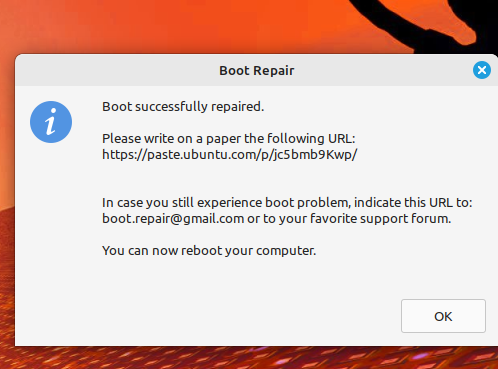 Boot Repair
Boot successfully repaired.
Please write on a paper the following URL:
https://paste.ubuntu.com/p/jc5bmb9Kwp/
In case you still experience boot problem, indicate this URL to:
boot.repair@gmail.com or to your favorite support forum.
You can now reboot your computer.
OK